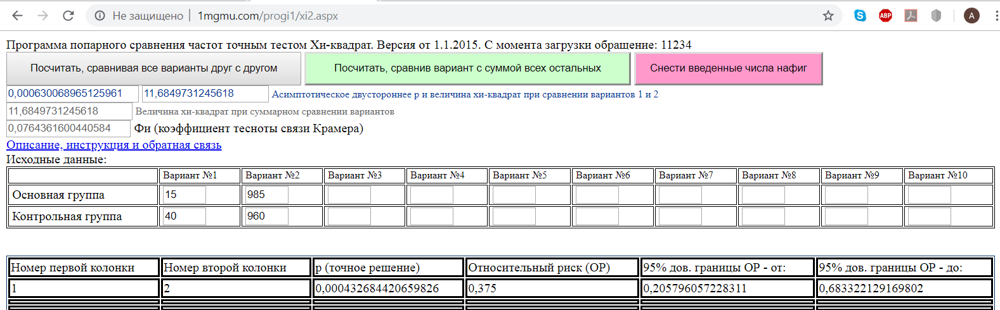 Не защищено | 1mgmu.com/progi1/xi2.aspx ABP A
Программа попарного сравнения частот точным тестом Хи-квадрат. Версия от 1.1.2015. С момента загрузки обращение: 11234
Посчитать, сравнивая все варианты друг с другом Посчитать, сравнив вариант с суммой всех остальных Снести введенные числа нафиг
0,000630068965125961 11,6849731245618 Асимптотическое двустороннее p и величина хи-квадрат при сравнении вариантов 1 и 2
11,6849731245618 Величина хи-квадрат при суммарном сравнении вариантов
0,0764361600440584 Фи (коэффициент тесноты связи Крамера)
Описание, инструкция и обратная связь
Исходные данные:
Вариант №1 Вариант №2 Вариант №3 Вариант №4 Вариант №5 Вариант №6 Вариант №7 Вариант №8 Вариант №9 Вариант №10
Основная группа 15 985
Контрольная группа 40 960
Номер первой колонки Номер второй колонки p (точное решение) Относительный риск (ОР) 95% дов. границы ОР - от: 95% дов. границы ОР - до:
1 2 0,000432684420659826 0,375 0,205796057228311 0,683322129169802